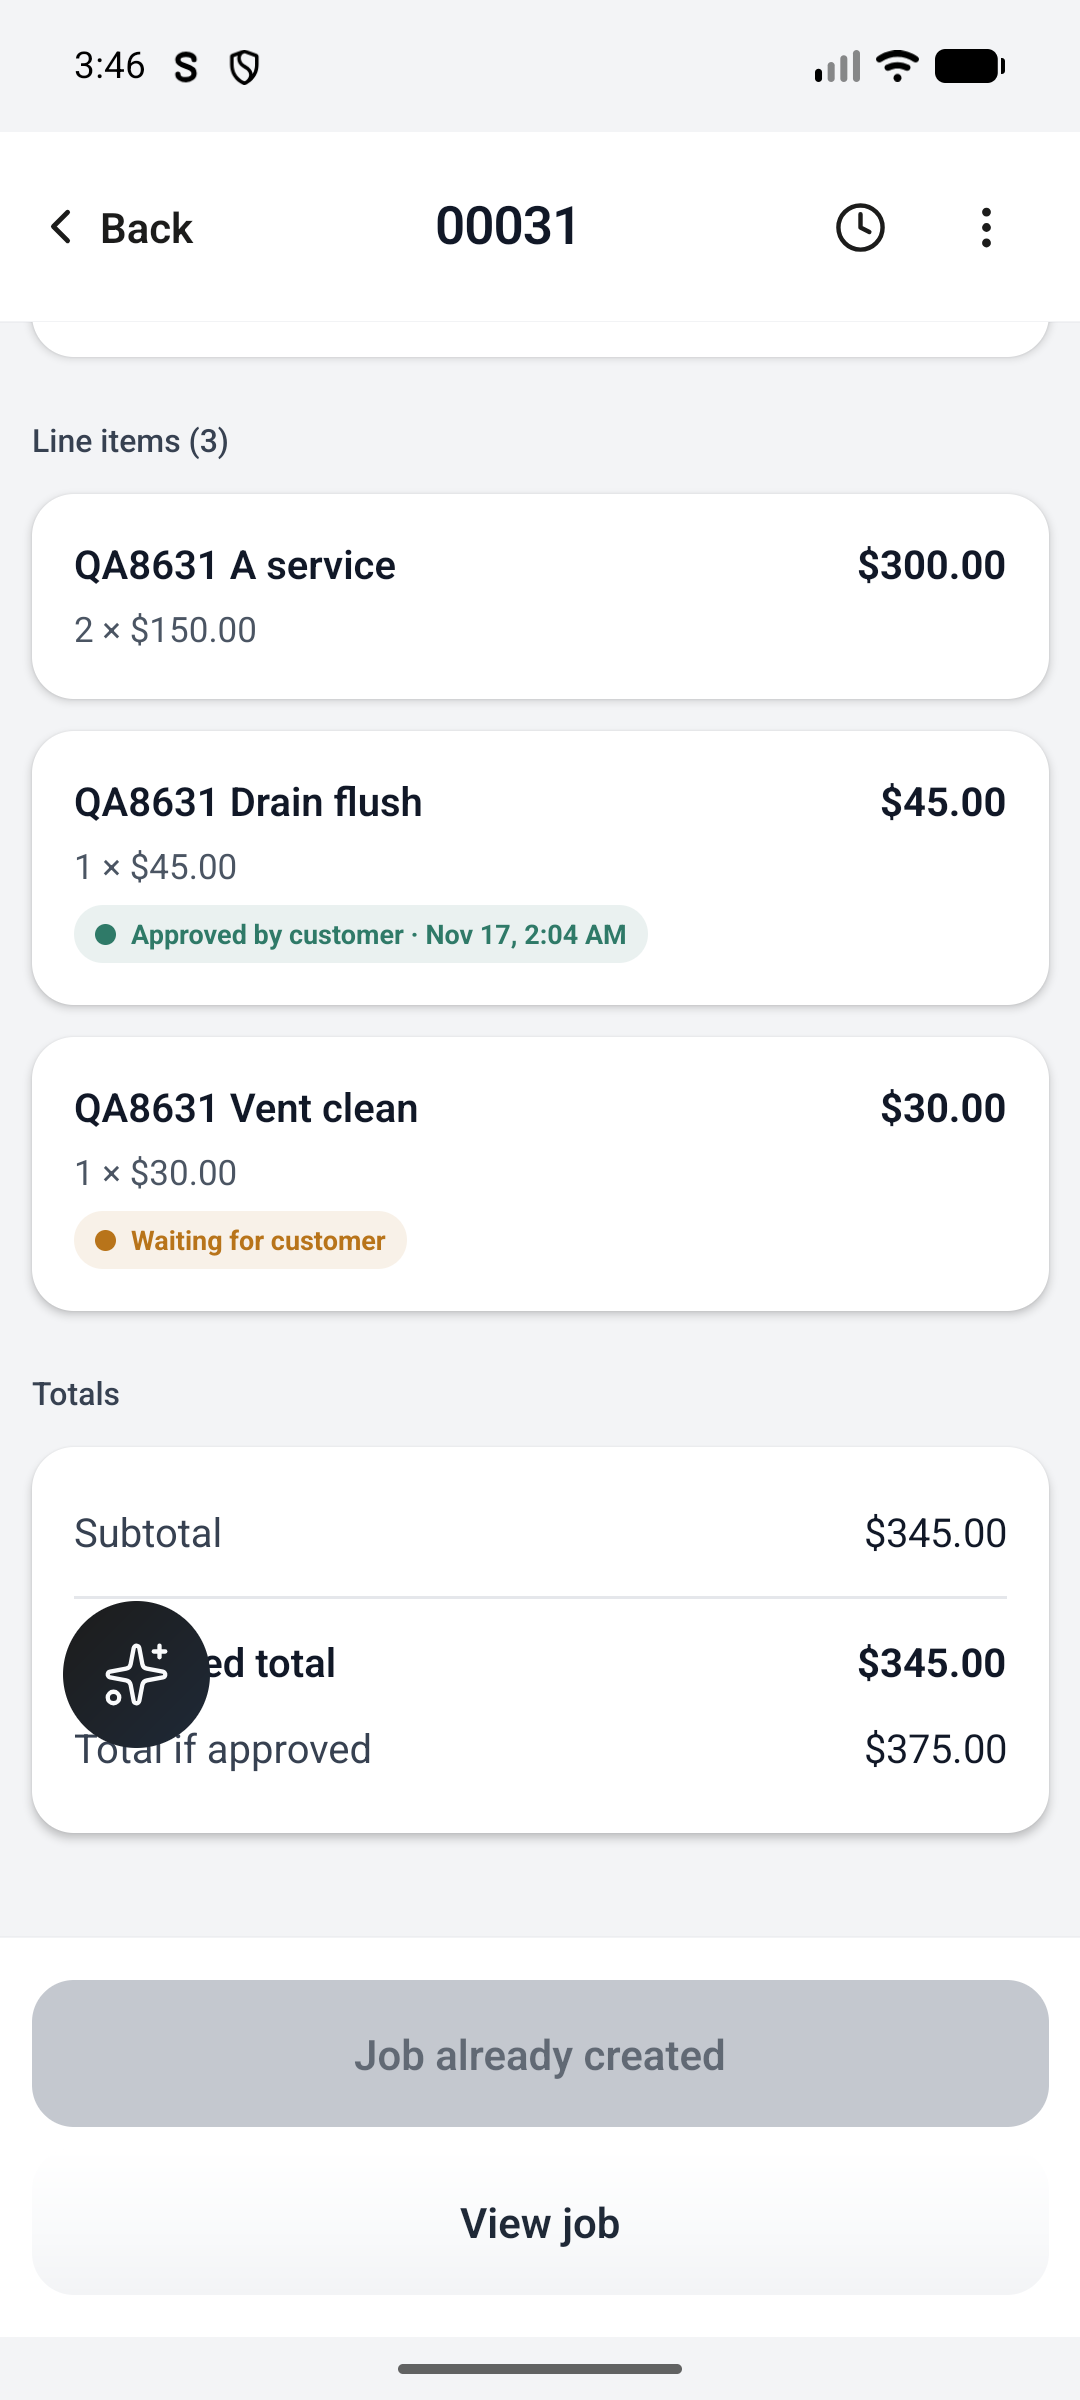 3:46 S
Back 00031
Line items (3)
QA8631 A service $300.00
2 × $150.00
QA8631 Drain flush $45.00
1 × $45.00
Approved by customer · Nov 17, 2:04 AM
QA8631 Vent clean $30.00
1 × $30.00
Waiting for customer
Totals
Subtotal $345.00
total $345.00
Total if approved $375.00
Job already created
View job